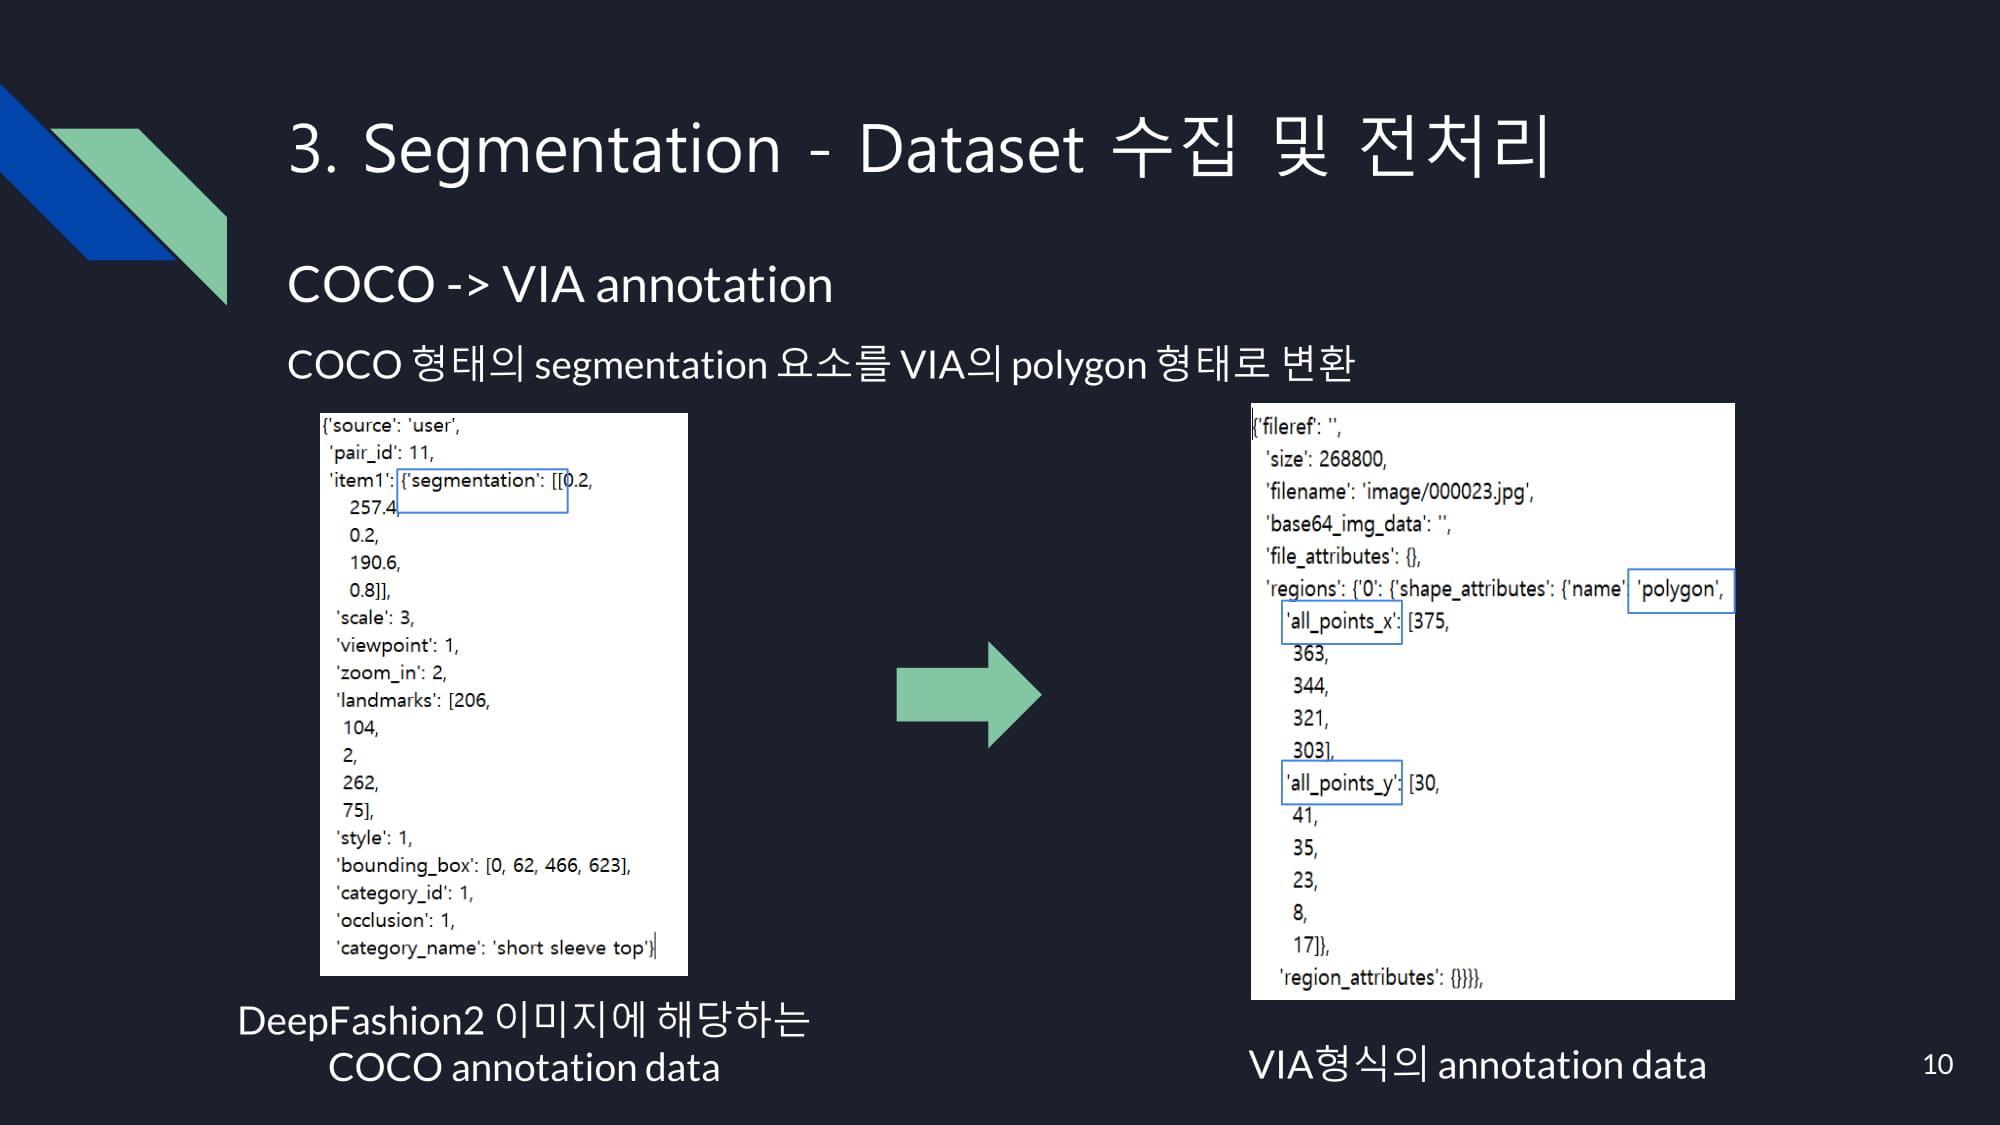 3. Segmentation - Dataset 수집 및 전처리
COCO -> VIA annotation
COCO 형태의 segmentation 요소를 VIA의 polygon 형태로 변환
{'source': 'user',
'pair_id': 11,
'item1': {'segmentation': [[0.2,
257.4,
0.2,
190.6,
0.8]],
'scale': 3,
'viewpoint': 1,
'zoom_in': 2,
'landmarks': [206,
104,
2,
262,
75],
'style': 1,
'bounding_box': [0, 62, 466, 623],
'category_id': 1,
'occlusion': 1,
'category_name': 'short sleeve top'}
DeepFashion2 이미지에 해당하는
COCO annotation data
{'fileref': '',
'size': 268800,
'filename': 'image/000023.jpg',
'base64_img_data': '',
'file_attributes': {},
'regions': {'0': {'shape_attributes': {'name': 'polygon',
'all_points_x': [375,
363,
344,
321,
303],
'all_points_y': [30,
41,
35,
23,
8,
17]},
'region_attributes': {}}}},
VIA형식의 annotation data
10